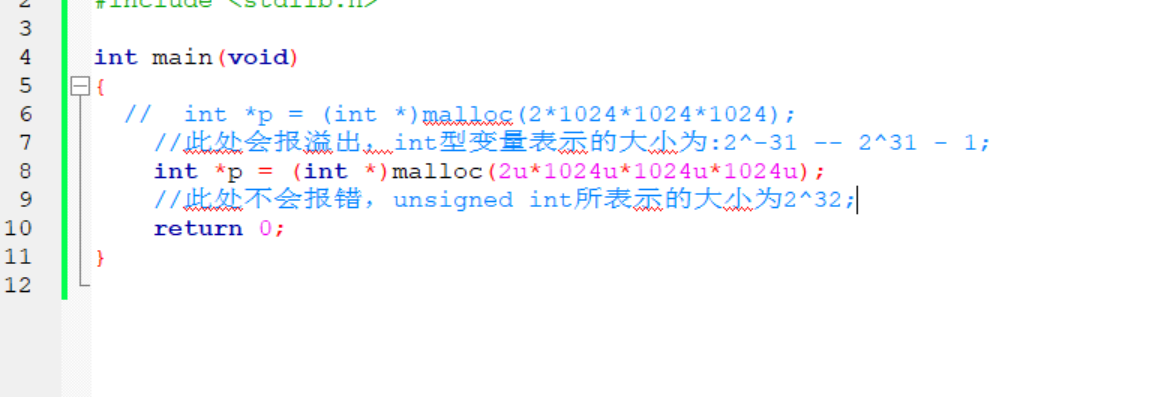 2 #include <stdlib.h>
3
4 int main(void)
5 {
6 //  int *p = (int *)malloc(2*1024*1024*1024);
7 //此处会报溢出，int型变量表示的大小为:2^-31 -- 2^31 - 1;
8 int *p = (int *)malloc(2u*1024u*1024u*1024u);
9 //此处不会报错，unsigned int所表示的大小为2^32;
10 return 0;
11 }
12